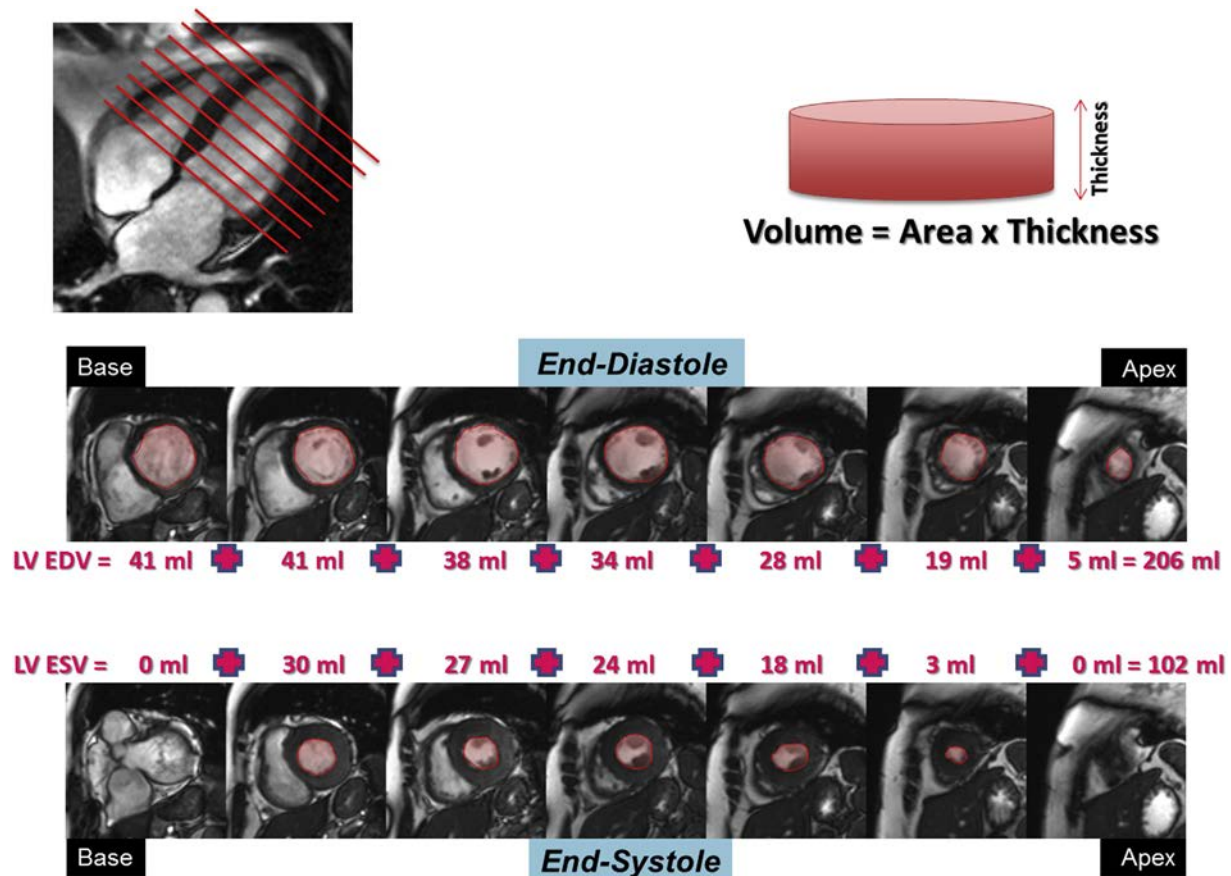 Thickness
Volume = Area x Thickness
Base
End-Diastole
Apex
LV EDV = 41 ml + 41 ml + 38 ml + 34 ml + 28 ml + 19 ml + 5 ml = 206 ml
LV ESV = 0 ml + 30 ml + 27 ml + 24 ml + 18 ml + 3 ml + 0 ml = 102 ml
Base
End-Systole
Apex